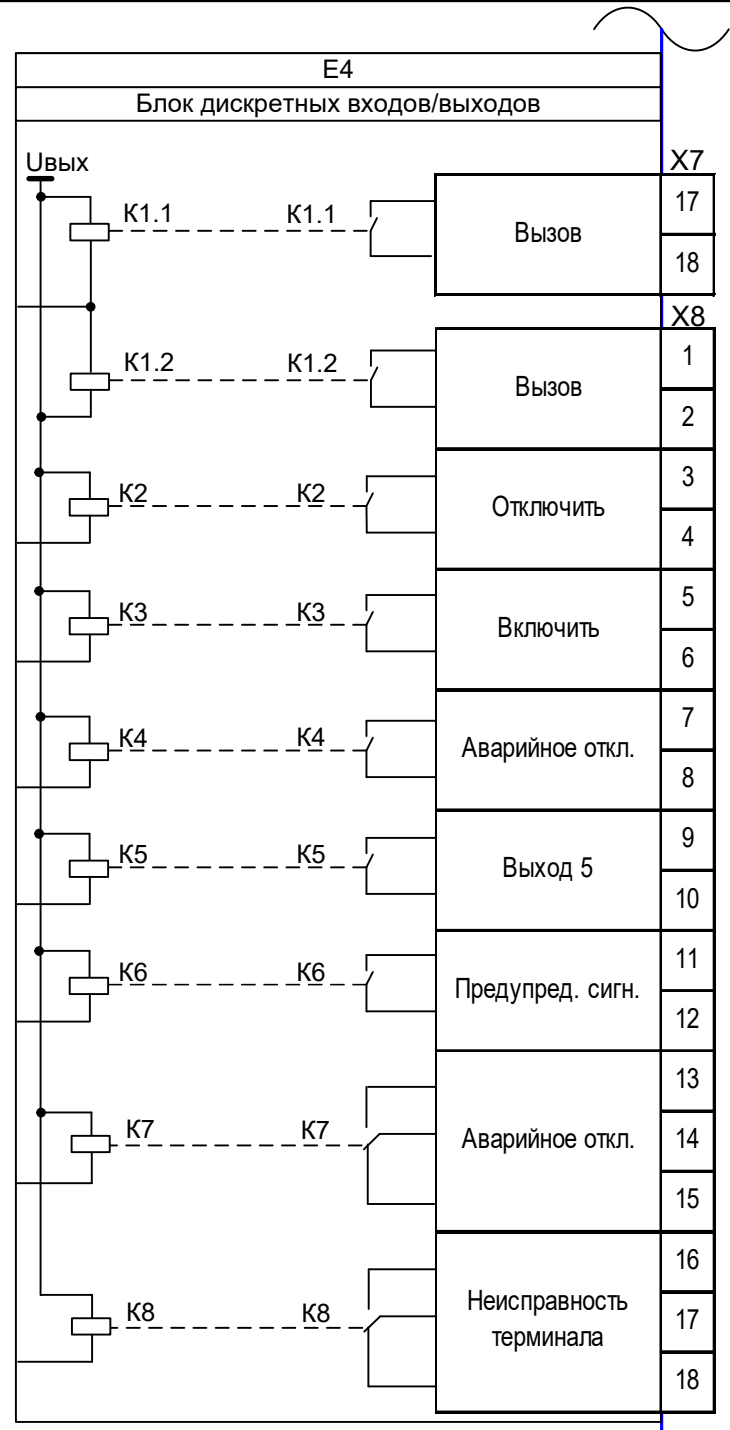 E4
Блок дискретных входов/выходов
Uвых
X7
K1.1
K1.1
Вызов
17
18
X8
K1.2
K1.2
Вызов
1
2
K2
K2
Отключить
3
4
K3
K3
Включить
5
6
K4
K4
Аварийное откл.
7
8
K5
K5
Выход 5
9
10
K6
K6
Предупред. сигн.
11
12
K7
K7
Аварийное откл.
13
14
15
K8
K8
Неисправность
терминала
16
17
18